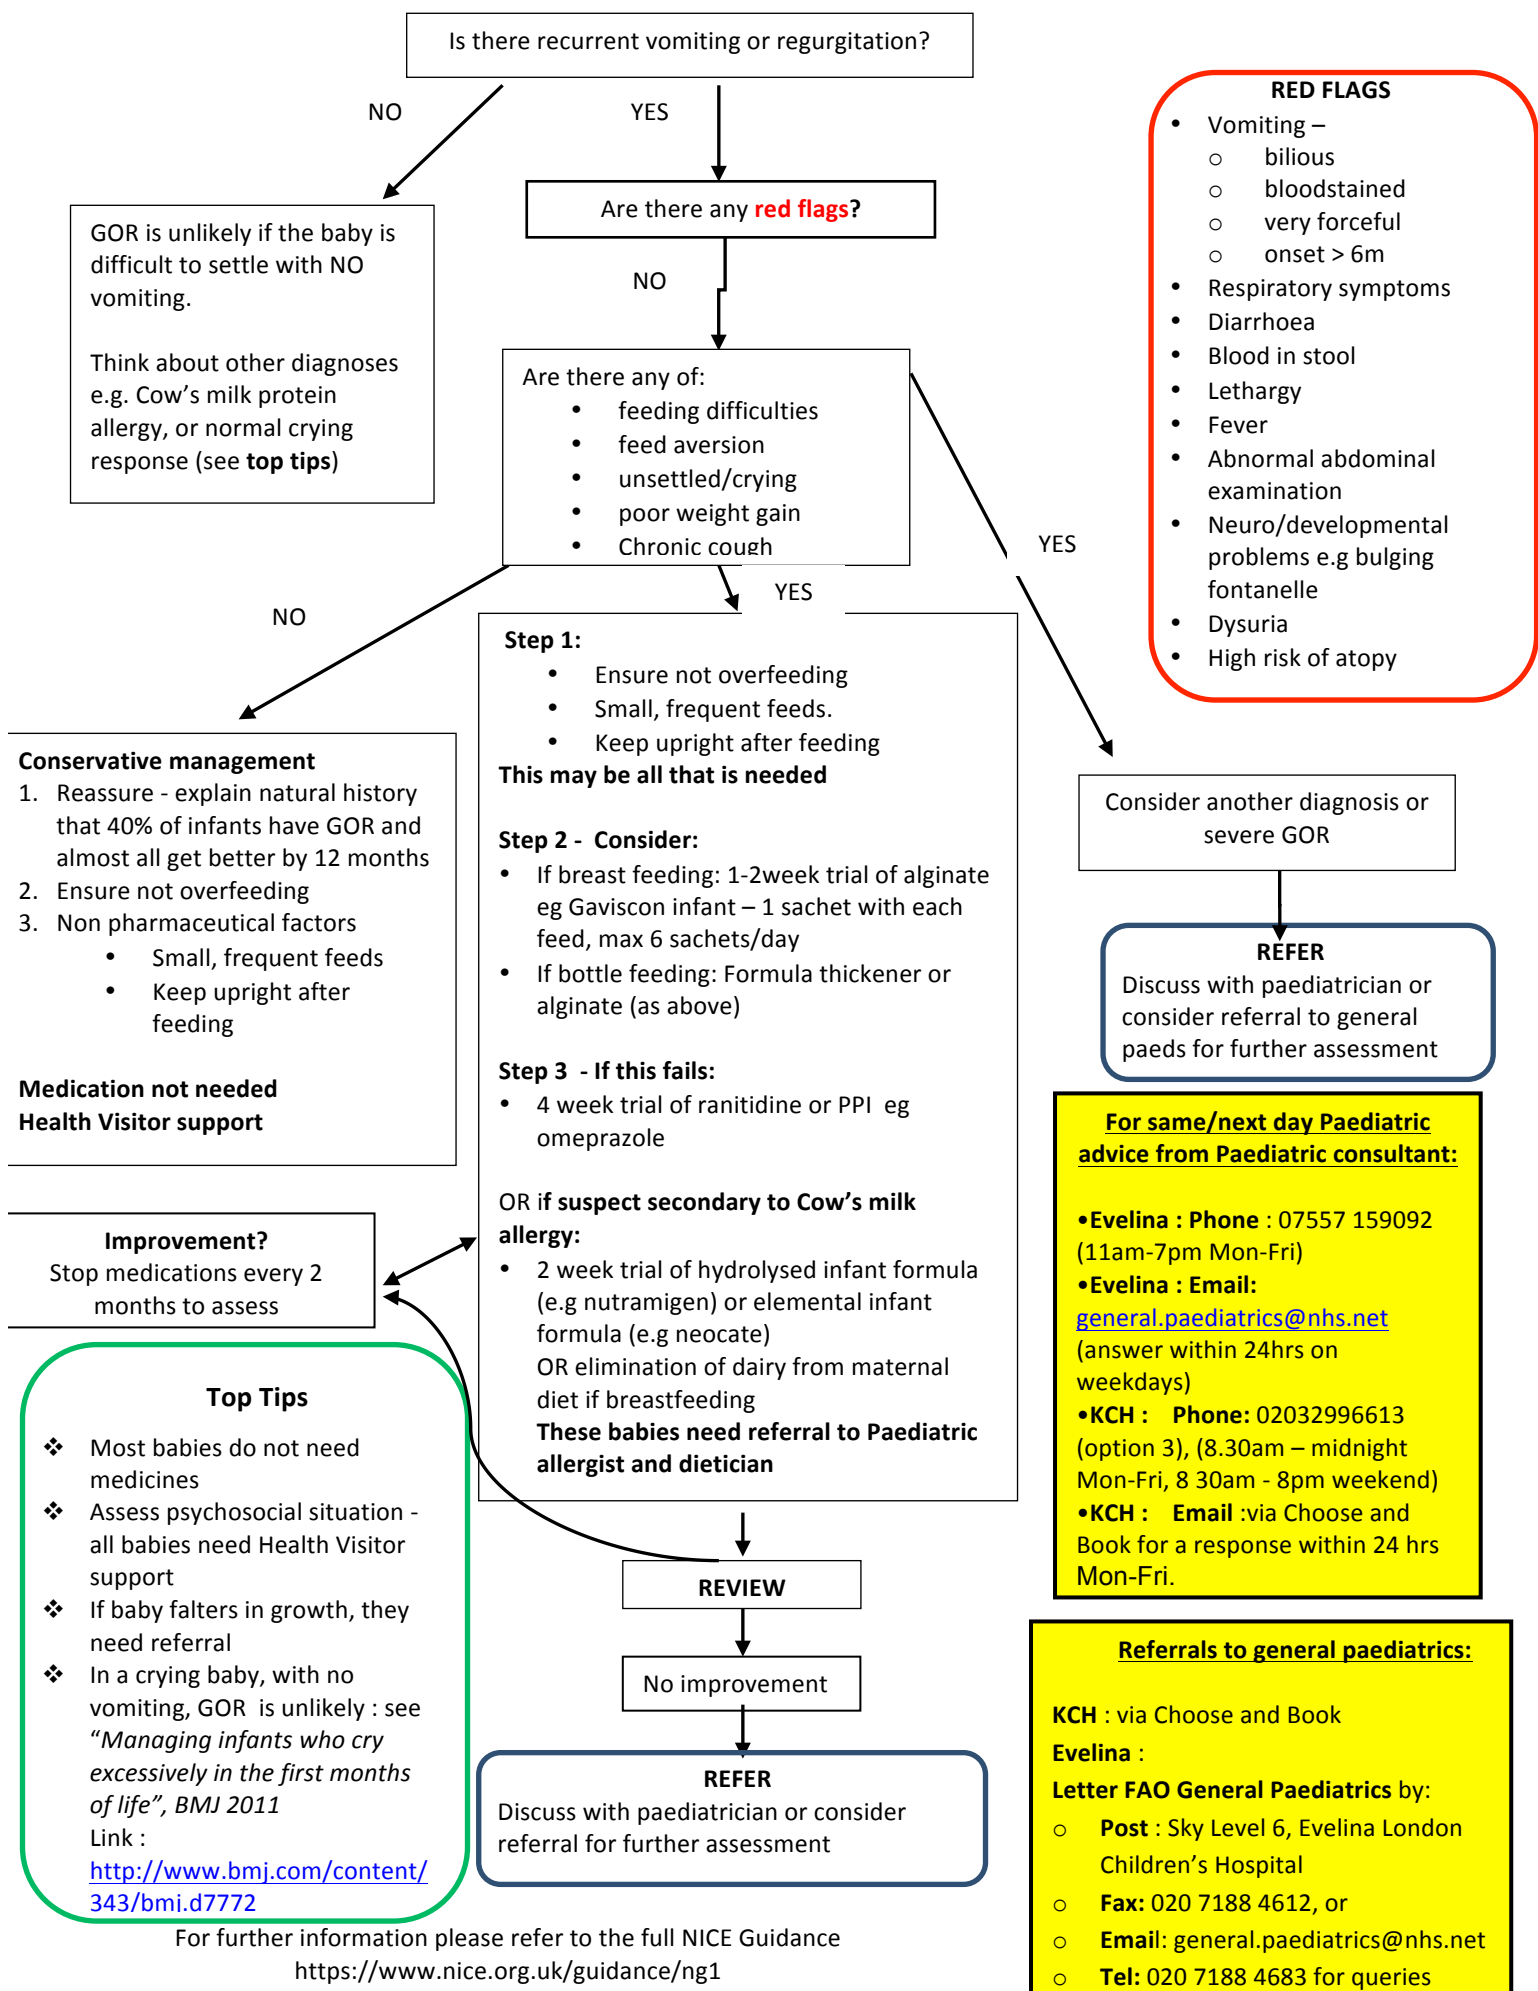 Is there recurrent vomiting or regurgitation?
NO
YES
Are there any red flags?
GOR is unlikely if the baby is
difficult to settle with NO
vomiting.
Think about other diagnoses
e.g. Cow's milk protein
allergy, or normal crying
response (see top tips)
NO
Are there any of:
• feeding difficulties
• feed aversion
• unsettled/crying
• poor weight gain
• Chronic cough
RED FLAGS
• Vomiting –
o bilious
o bloodstained
o very forceful
o onset > 6m
• Respiratory symptoms
• Diarrhoea
• Blood in stool
• Lethargy
• Fever
• Abnormal abdominal
examination
• Neuro/developmental
problems e.g bulging
fontanelle
• Dysuria
• High risk of atopy
NO
YES
YES
Conservative management
1. Reassure - explain natural history
that 40% of infants have GOR and
almost all get better by 12 months
2. Ensure not overfeeding
3. Non pharmaceutical factors
• Small, frequent feeds
• Keep upright after
feeding
Medication not needed
Health Visitor support
Step 1:
• Ensure not overfeeding
• Small, frequent feeds.
• Keep upright after feeding
This may be all that is needed
Step 2 - Consider:
• If breast feeding: 1-2week trial of alginate
eg Gaviscon infant – 1 sachet with each
feed, max 6 sachets/day
• If bottle feeding: Formula thickener or
alginate (as above)
Step 3 - If this fails:
• 4 week trial of ranitidine or PPI eg
omeprazole
OR if suspect secondary to Cow's milk
allergy:
• 2 week trial of hydrolysed infant formula
(e.g nutramigen) or elemental infant
formula (e.g neocate)
OR elimination of dairy from maternal
diet if breastfeeding
These babies need referral to Paediatric
allergist and dietician
Consider another diagnosis or
severe GOR
REFER
Discuss with paediatrician or
consider referral to general
paeds for further assessment
For same/next day Paediatric
advice from Paediatric consultant:
•Evelina : Phone : 07557 159092
(11am-7pm Mon-Fri)
•Evelina : Email:
general.paediatrics@nhs.net
(answer within 24hrs on
weekdays)
•KCH : Phone: 02032996613
(option 3), (8.30am – midnight
Mon-Fri, 8 30am - 8pm weekend)
•KCH : Email :via Choose and
Book for a response within 24 hrs
Mon-Fri.
Improvement?
Stop medications every 2
months to assess
Top Tips
❖ Most babies do not need
medicines
❖ Assess psychosocial situation -
all babies need Health Visitor
support
❖ If baby falters in growth, they
need referral
❖ In a crying baby, with no
vomiting, GOR is unlikely : see
"Managing infants who cry
excessively in the first months
of life", BMJ 2011
Link :
http://www.bmj.com/content/
343/bmj.d7772
REVIEW
No improvement
REFER
Discuss with paediatrician or consider
referral for further assessment
Referrals to general paediatrics:
KCH : via Choose and Book
Evelina :
Letter FAO General Paediatrics by:
o Post : Sky Level 6, Evelina London
Children's Hospital
o Fax: 020 7188 4612, or
o Email: general.paediatrics@nhs.net
o Tel: 020 7188 4683 for queries
For further information please refer to the full NICE Guidance
https://www.nice.org.uk/guidance/ng1